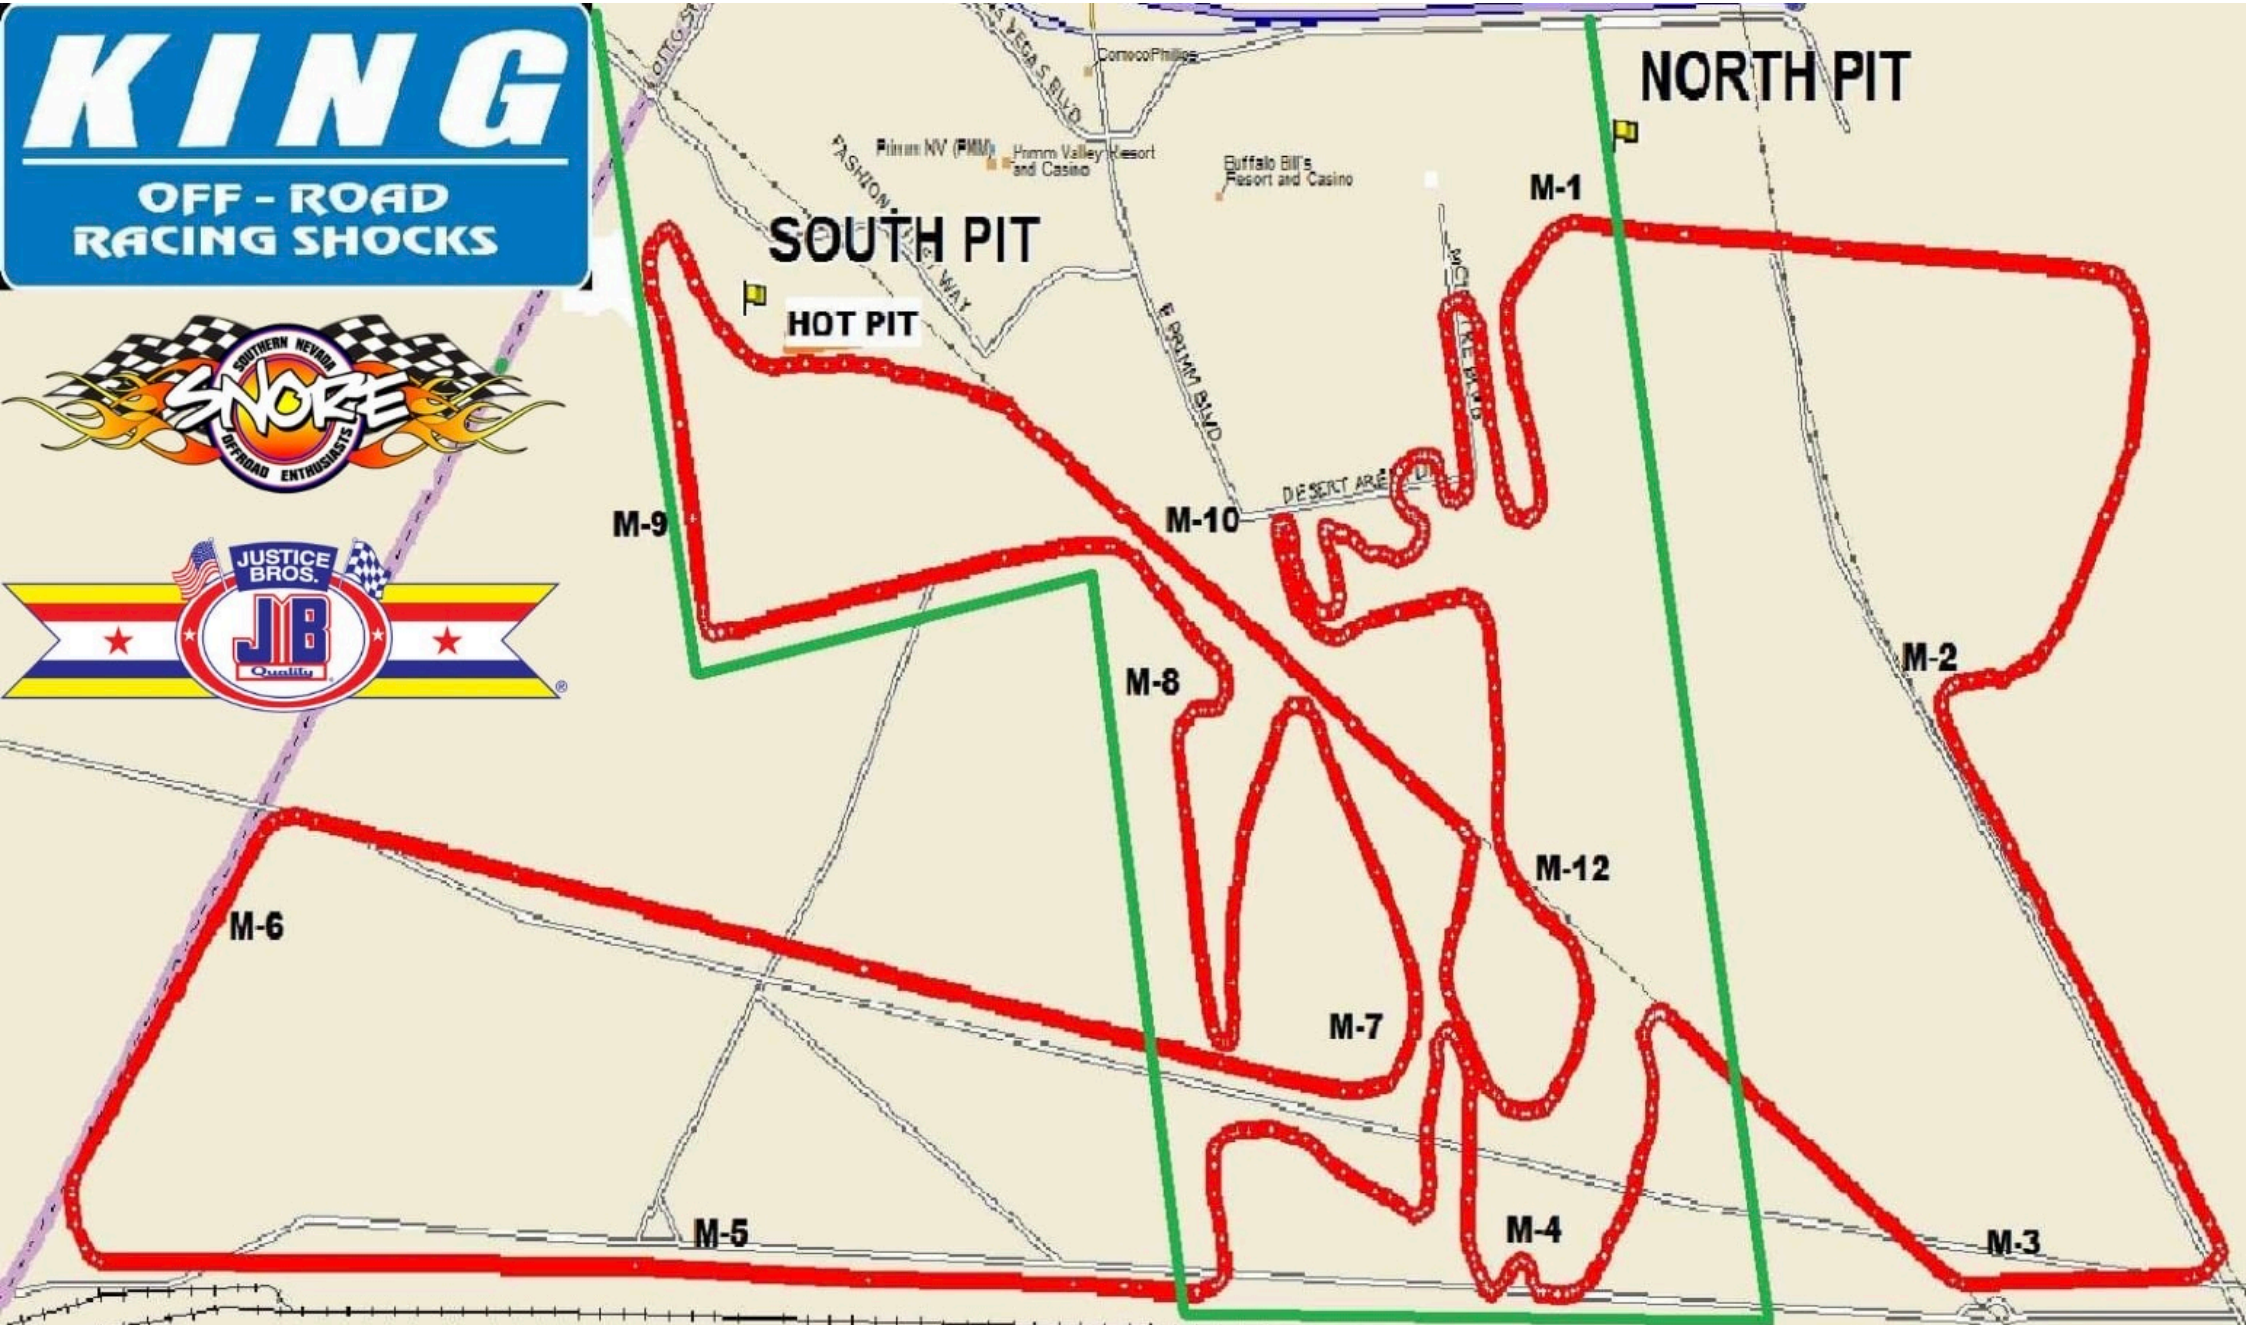 KING
OFF - ROAD
RACING SHOCKS
SOUTHERN NEVADA
SNORE
OFFROAD ENTHUSIASTS
JUSTICE
BROS.
JB
Quality
®
NORTH PIT
VEGAS BLVD
ConocoPhillips
Primm NV (PMM)
Primm Valley Resort
and Casino
Buffalo Bill's
Resort and Casino
FASHION
WAY
SOUTH PIT
HOT PIT
E PRIMM BLVD
M-1
M-9
M-10
M-2
M-8
M-12
M-6
M-7
M-5
M-4
M-3